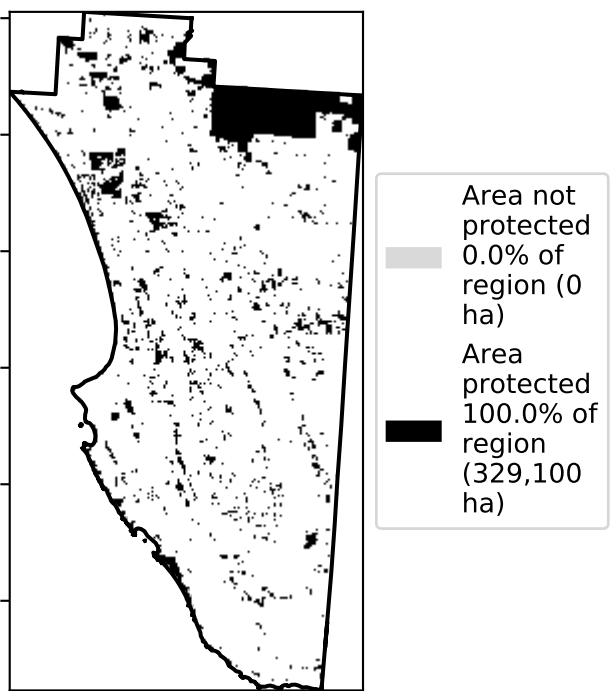 Area not
protected
0.0% of
region (0
ha)
Area
protected
100.0% of
region
(329,100
ha)